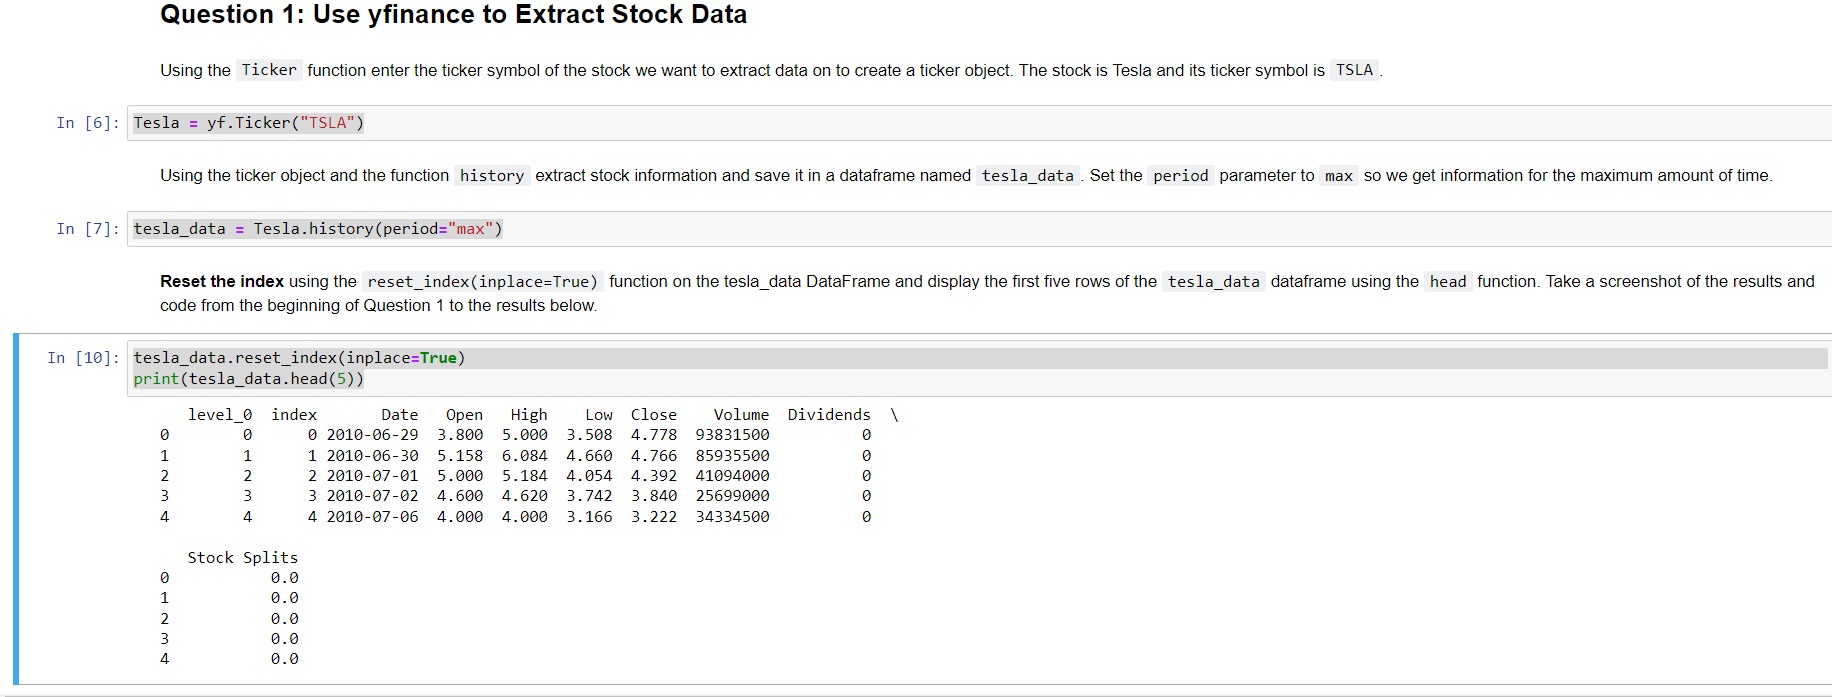 Question 1: Use yfinance to Extract Stock Data
Using the Ticker function enter the ticker symbol of the stock we want to extract data on to create a ticker object. The stock is Tesla and its ticker symbol is TSLA .
In [6]: Tesla = yf.Ticker("TSLA")
Using the ticker object and the function history extract stock information and save it in a dataframe named tesla_data . Set the period parameter to max so we get information for the maximum amount of time.
In [7]: tesla_data = Tesla.history(period="max")
Reset the index using the reset_index(inplace=True) function on the tesla_data DataFrame and display the first five rows of the tesla_data dataframe using the head function. Take a screenshot of the results and
code from the beginning of Question 1 to the results below.
In [10]: tesla_data.reset_index(inplace=True)
print(tesla_data.head(5))
level_0 index Date Open High Low Close Volume Dividends \
0 0 0 2010-06-29 3.800 5.000 3.508 4.778 93831500 0
1 1 1 2010-06-30 5.158 6.084 4.660 4.766 85935500 0
2 2 2 2010-07-01 5.000 5.184 4.054 4.392 41094000 0
3 3 3 2010-07-02 4.600 4.620 3.742 3.840 25699000 0
4 4 4 2010-07-06 4.000 4.000 3.166 3.222 34334500 0
Stock Splits
0 0.0
1 0.0
2 0.0
3 0.0
4 0.0